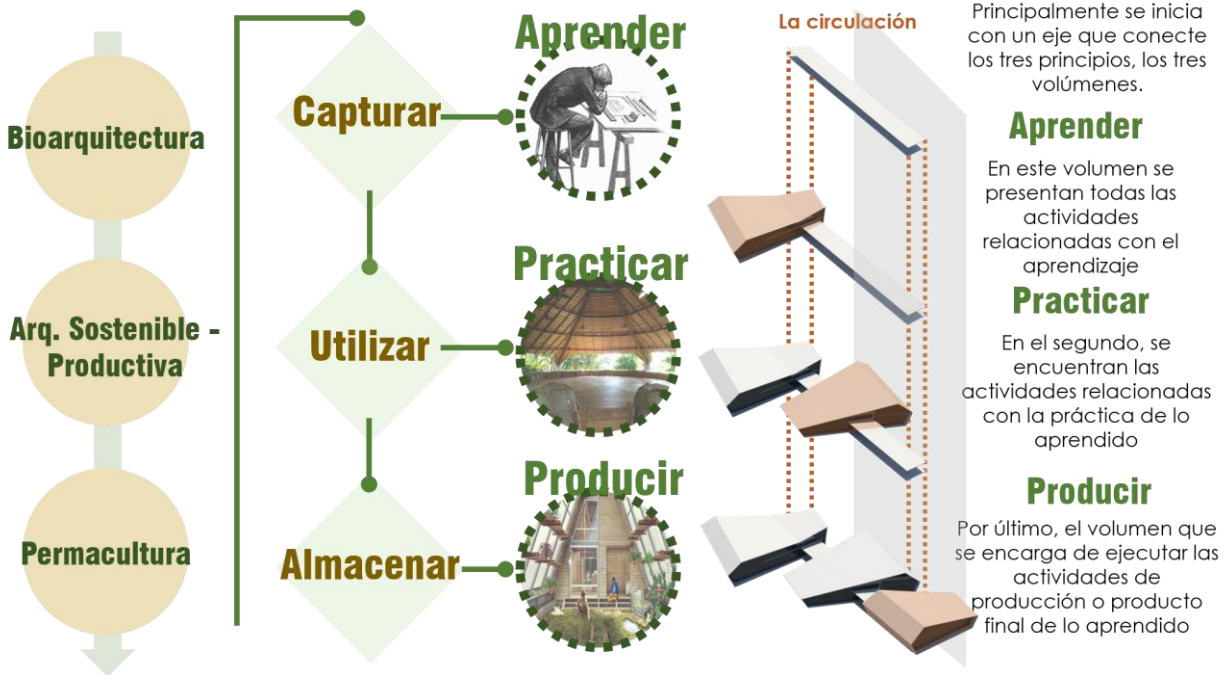 Bioarquitectura
Arq. Sostenible -
Productiva
Permacultura
Capturar
Utilizar
Almacenar
Aprender
Practicar
Producir
La circulación
Principalmente se inicia
con un eje que conecte
los tres principios, los tres
volúmenes.
Aprender
En este volumen se
presentan todas las
actividades
relacionadas con el
aprendizaje
Practicar
En el segundo, se
encuentran las
actividades relacionadas
con la práctica de lo
aprendido
Producir
Por último, el volumen que
se encarga de ejecutar las
actividades de
producción o producto
final de lo aprendido